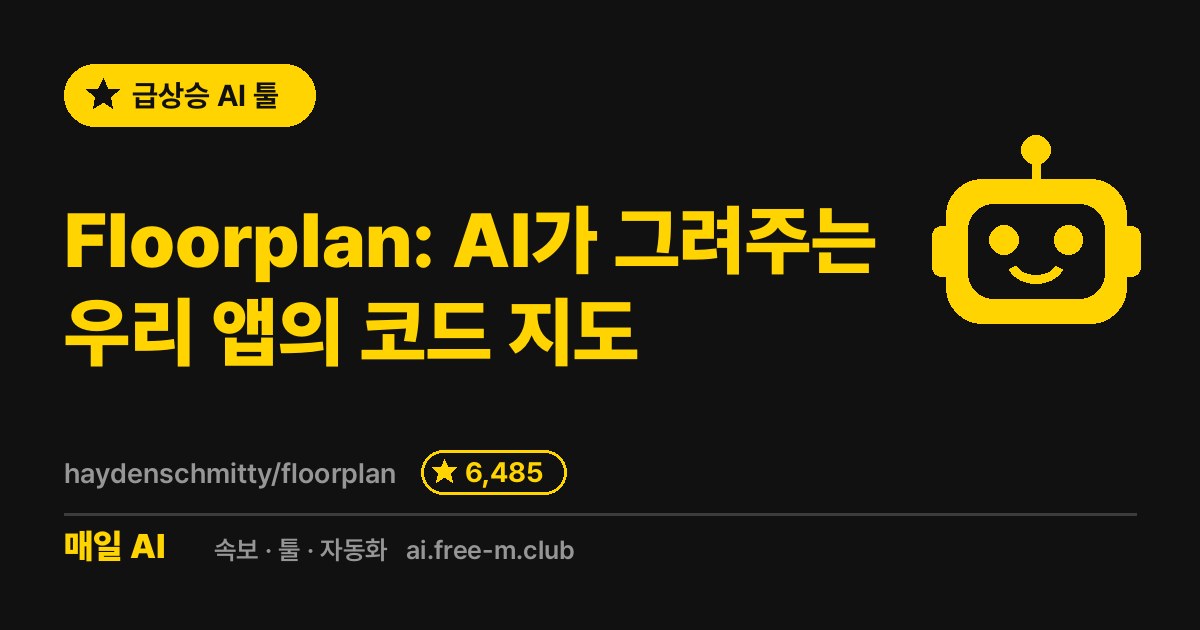 ★ 급상승 AI 툴
Floorplan: AI가 그려주는
우리 앱의 코드 지도
haydenschmitty/floorplan ★ 6,485
매일 AI 속보 · 툴 · 자동화 ai.free-m.club